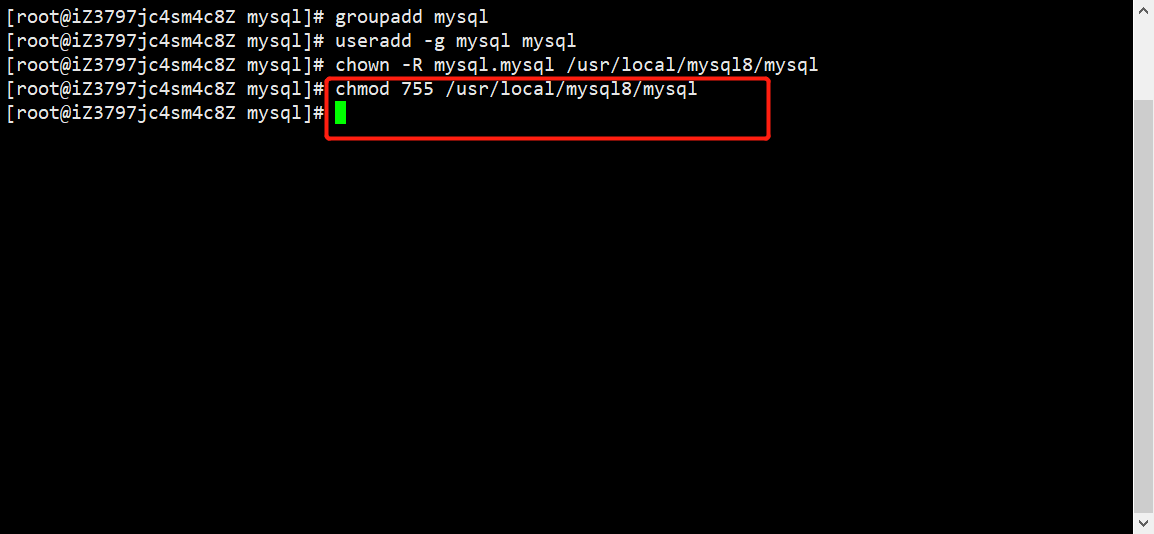 [root@iZ3797jc4sm4c8Z mysql]# groupadd mysql
[root@iZ3797jc4sm4c8Z mysql]# useradd -g mysql mysql
[root@iZ3797jc4sm4c8Z mysql]# chown -R mysql.mysql /usr/local/mysql8/mysql
[root@iZ3797jc4sm4c8Z mysql]# chmod 755 /usr/local/mysql8/mysql
[root@iZ3797jc4sm4c8Z mysql]#